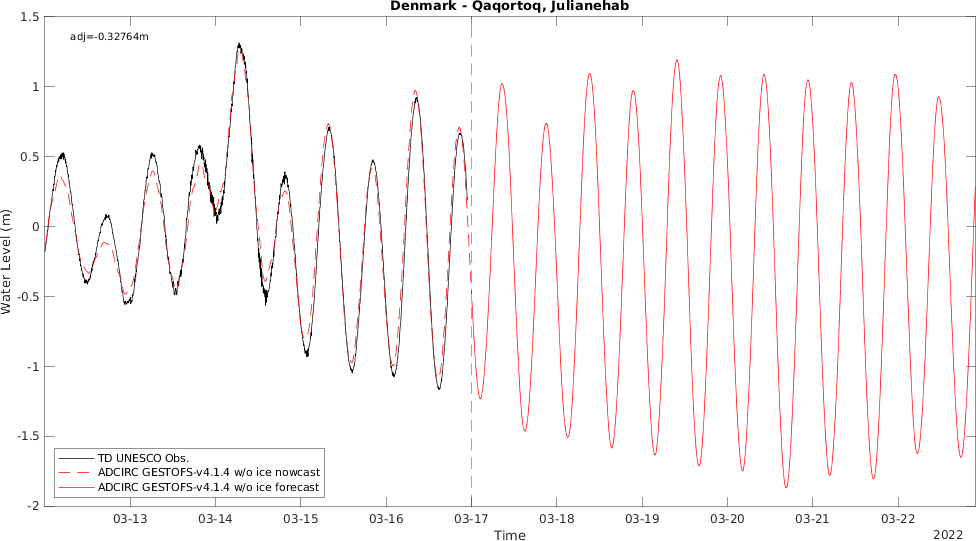 Denmark - Qaqortoq, Julianehab
adj=-0.32764m
1.5
1
0.5
0
-0.5
-1
-1.5
-2
Water Level (m)
TD UNESCO Obs.
ADCIRC GESTOFS-v4.1.4 w/o ice nowcast
ADCIRC GESTOFS-v4.1.4 w/o ice forecast
03-13 03-14 03-15 03-16 03-17 03-18 03-19 03-20 03-21 03-22
Time
2022